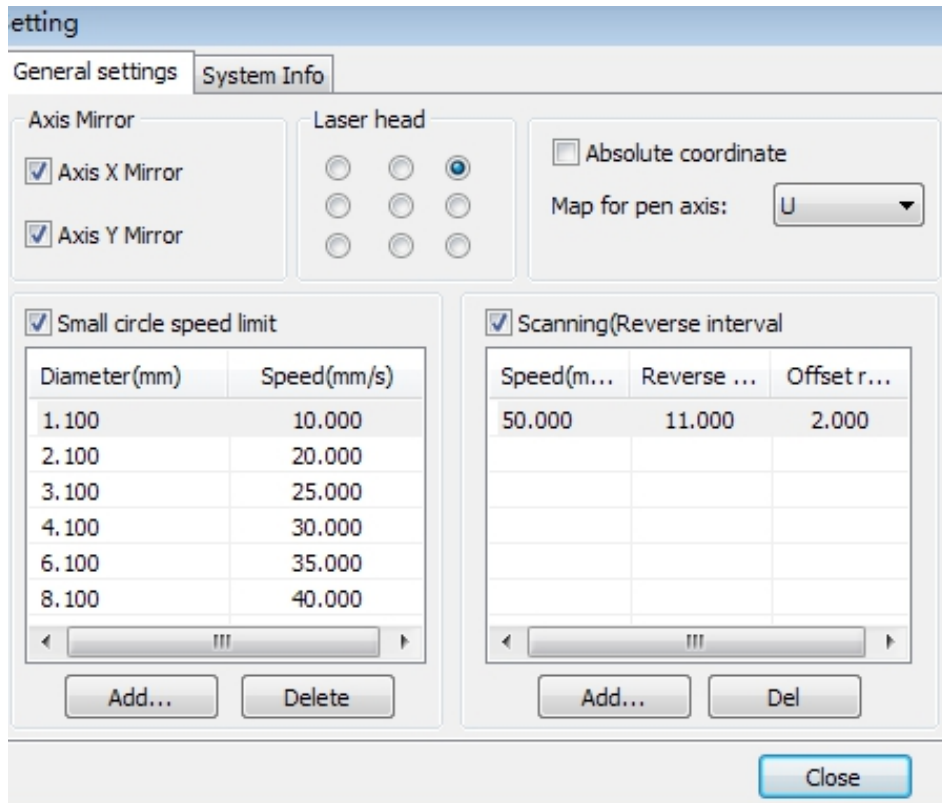 etting
General settings
System Info
Axis Mirror
Axis X Mirror
Axis Y Mirror
Laser head
Absolute coordinate
Map for pen axis: U
Small circle speed limit
Diameter(mm) Speed(mm/s)
1.100 10.000
2.100 20.000
3.100 25.000
4.100 30.000
6.100 35.000
8.100 40.000
Add... Delete
Scanning(Reverse interval
Speed(m... Reverse ... Offset r...
50.000 11.000 2.000
Add... Del
Close